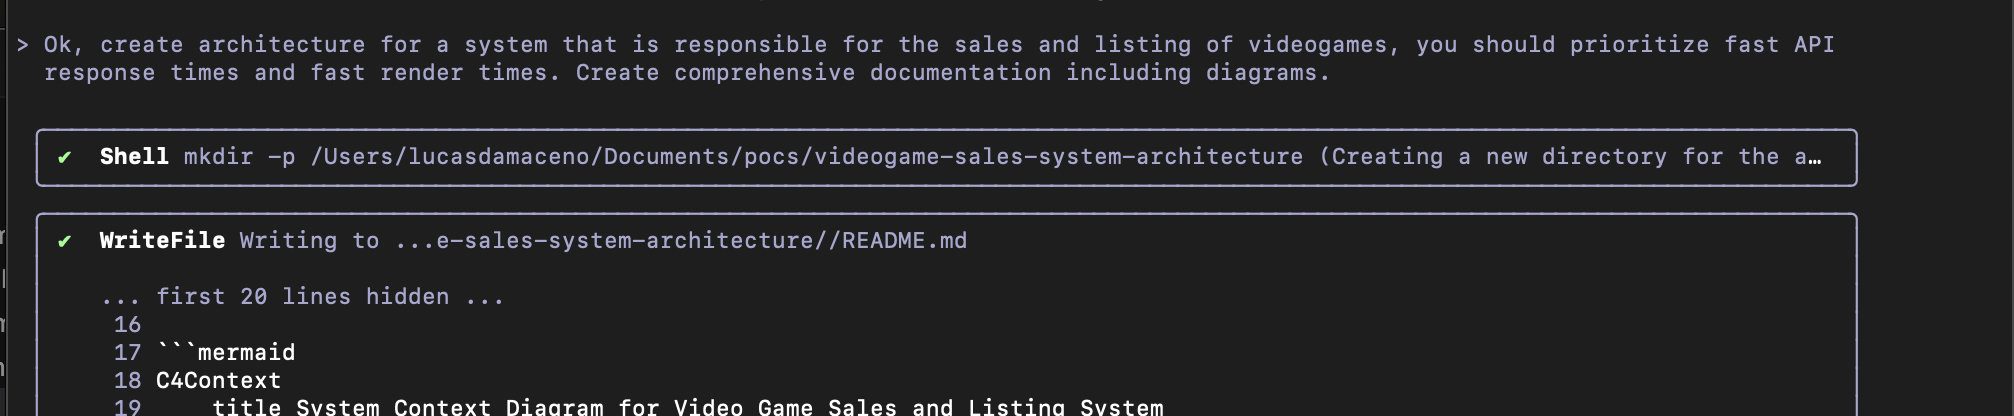 > Ok, create architecture for a system that is responsible for the sales and listing of videogames, you should prioritize fast API
response times and fast render times. Create comprehensive documentation including diagrams.
✔ Shell mkdir -p /Users/lucasdamaceno/Documents/pocs/videogame-sales-system-architecture (Creating a new directory for the a…
✔ WriteFile Writing to ...e-sales-system-architecture//README.md
... first 20 lines hidden ...
16
17 ```mermaid
18 C4Context
19 title System Context Diagram for Video Game Sales and Listing System